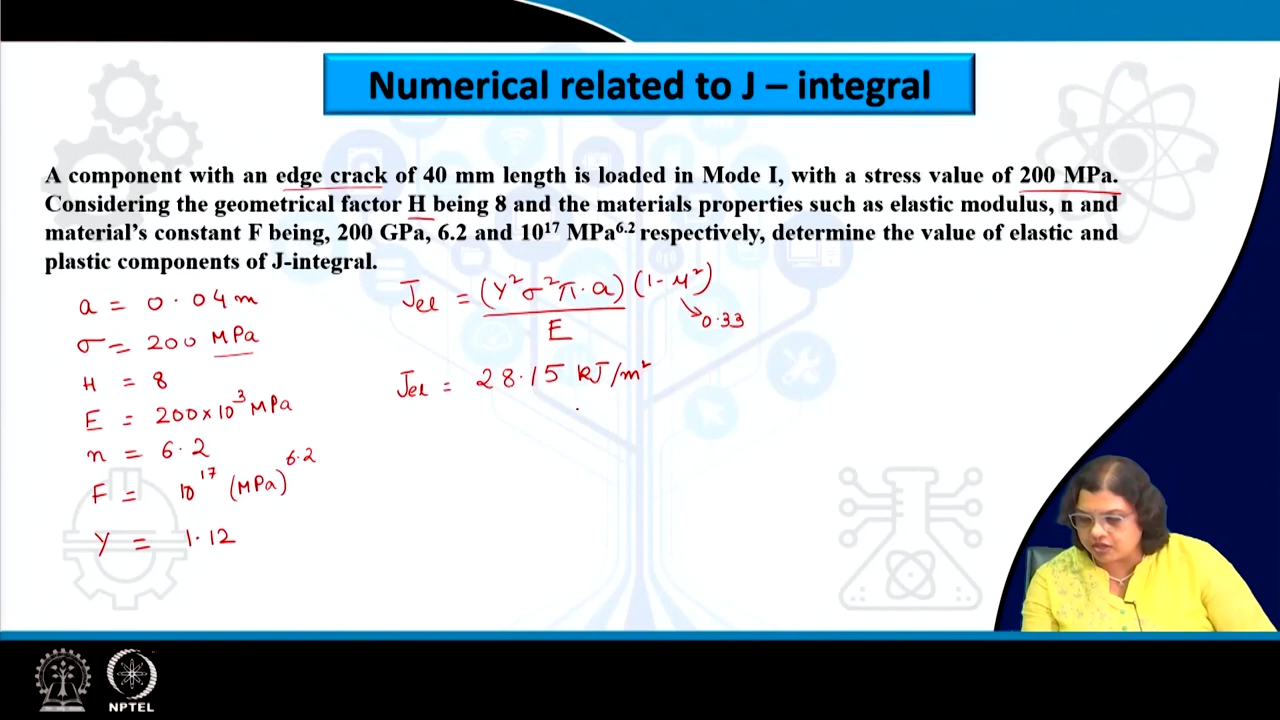 Numerical related to J – integral
A component with an edge crack of 40 mm length is loaded in Mode I, with a stress value of 200 MPa.
Considering the geometrical factor H being 8 and the materials properties such as elastic modulus, n and
material's constant F being, 200 GPa, 6.2 and 10¹⁷ MPa⁶·² respectively, determine the value of elastic and
plastic components of J-integral.
a = 0.04 m
σ = 200 MPa
H = 8
E = 200×10³ MPa
n = 6.2
F = 10¹⁷ (MPa)⁶·²
Y = 1.12
Jel = (Y²σ²π·a) (1-μ²)
E
0.33
Jel = 28.15 kJ/m²
NPTEL